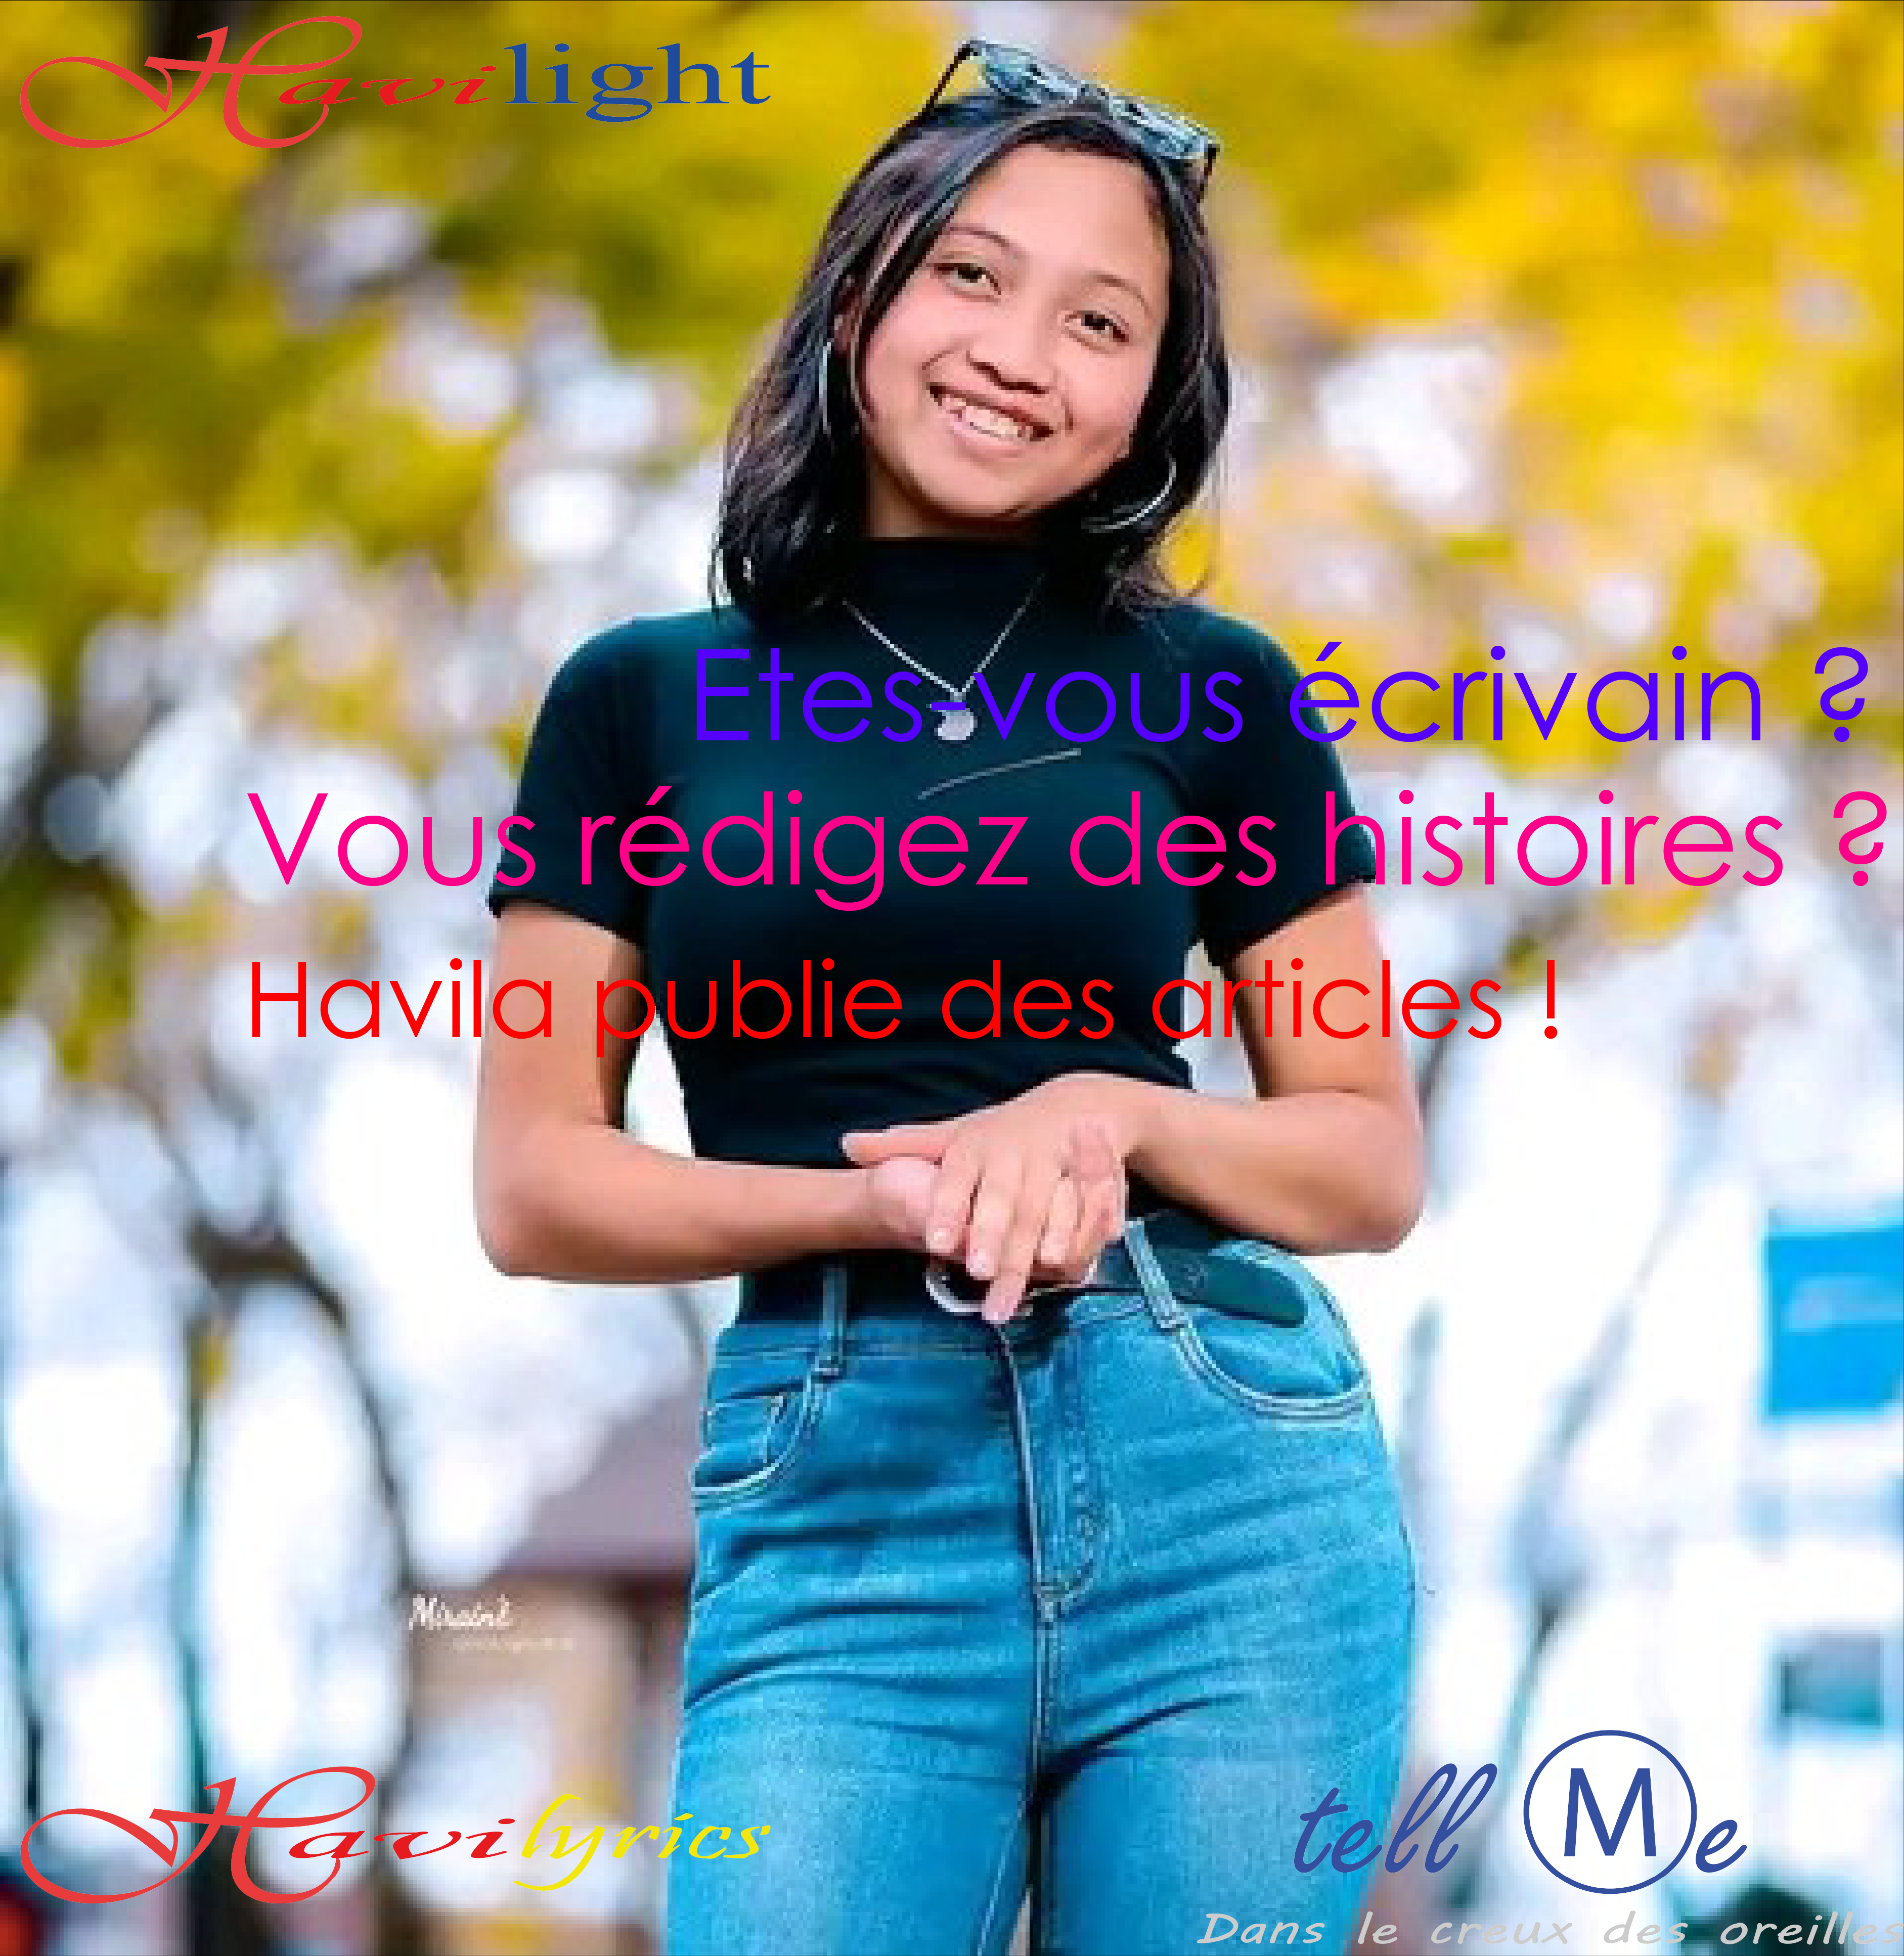 Havilight
Etes-vous écrivain ?
Vous rédigez des histoires ?
Havila publie des articles !
Havilyrics
tell Me
Dans le creux des oreilles